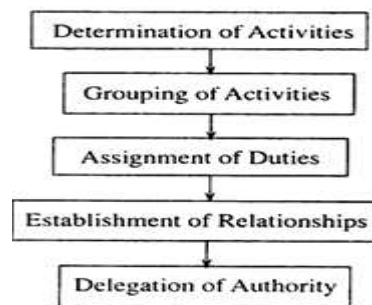 Determination of Activities
Grouping of Activities
Assignment of Duties
Establishment of Relationships
Delegation of Authority